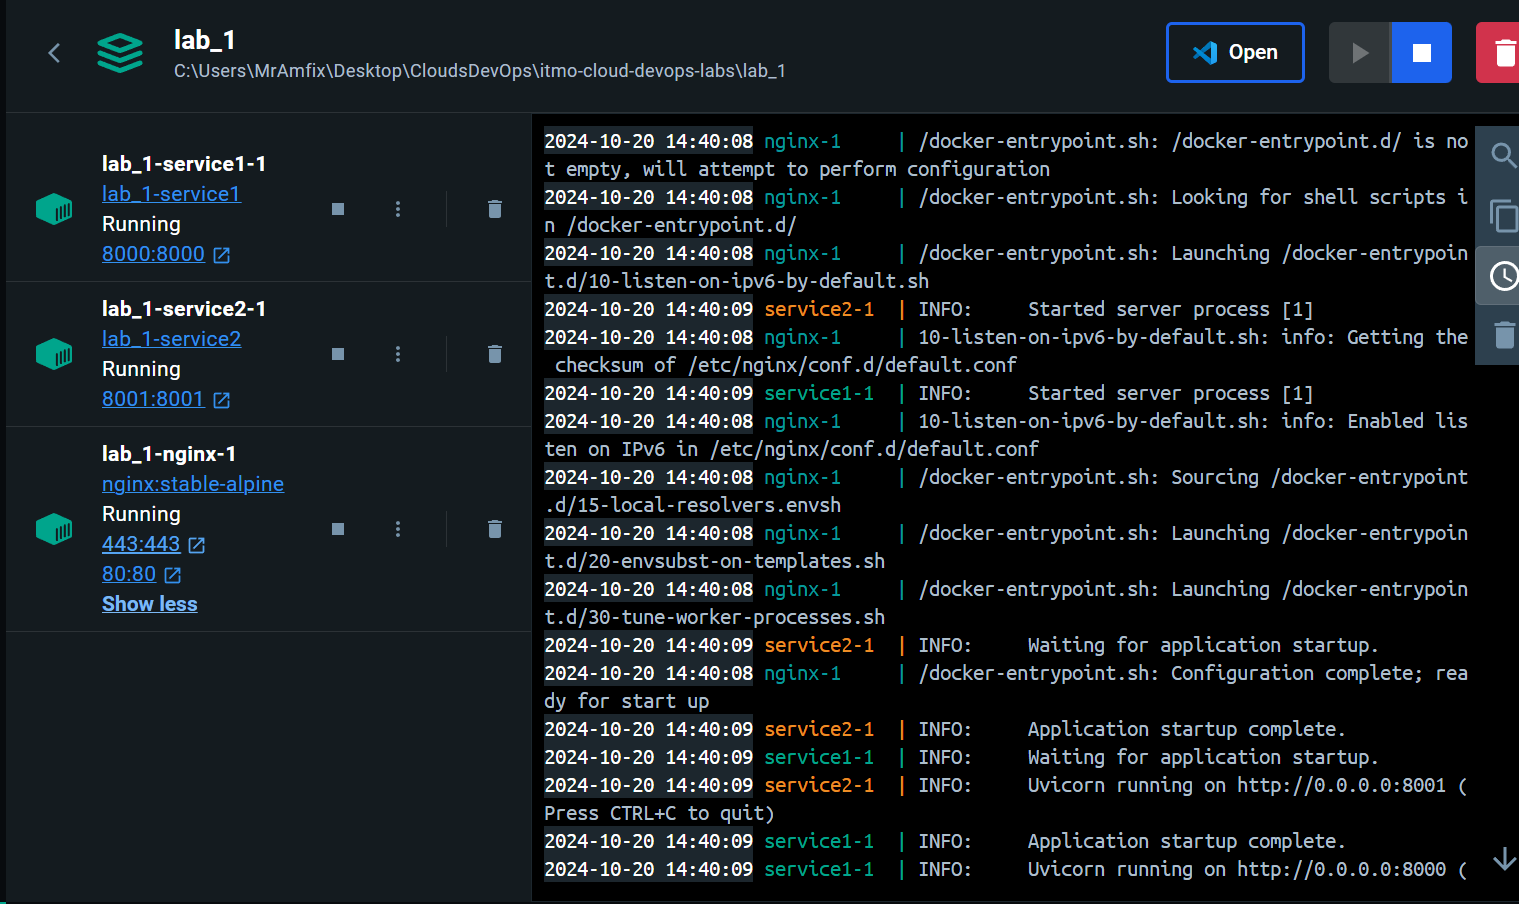 lab_1
C:\Users\MrAmfix\Desktop\CloudsDevOps\itmo-cloud-devops-labs\lab_1
Open
lab_1-service1-1
lab_1-service1
Running
8000:8000
lab_1-service2-1
lab_1-service2
Running
8001:8001
lab_1-nginx-1
nginx:stable-alpine
Running
443:443
80:80
Show less
2024-10-20 14:40:08 nginx-1     | /docker-entrypoint.sh: /docker-entrypoint.d/ is no
t empty, will attempt to perform configuration
2024-10-20 14:40:08 nginx-1     | /docker-entrypoint.sh: Looking for shell scripts i
n /docker-entrypoint.d/
2024-10-20 14:40:08 nginx-1     | /docker-entrypoint.sh: Launching /docker-entrypoin
t.d/10-listen-on-ipv6-by-default.sh
2024-10-20 14:40:09 service2-1  | INFO:     Started server process [1]
2024-10-20 14:40:08 nginx-1     | 10-listen-on-ipv6-by-default.sh: info: Getting the
 checksum of /etc/nginx/conf.d/default.conf
2024-10-20 14:40:09 service1-1  | INFO:     Started server process [1]
2024-10-20 14:40:08 nginx-1     | 10-listen-on-ipv6-by-default.sh: info: Enabled lis
ten on IPv6 in /etc/nginx/conf.d/default.conf
2024-10-20 14:40:08 nginx-1     | /docker-entrypoint.sh: Sourcing /docker-entrypoint
.d/15-local-resolvers.envsh
2024-10-20 14:40:08 nginx-1     | /docker-entrypoint.sh: Launching /docker-entrypoin
t.d/20-envsubst-on-templates.sh
2024-10-20 14:40:08 nginx-1     | /docker-entrypoint.sh: Launching /docker-entrypoin
t.d/30-tune-worker-processes.sh
2024-10-20 14:40:09 service2-1  | INFO:     Waiting for application startup.
2024-10-20 14:40:08 nginx-1     | /docker-entrypoint.sh: Configuration complete; rea
dy for start up
2024-10-20 14:40:09 service2-1  | INFO:     Application startup complete.
2024-10-20 14:40:09 service1-1  | INFO:     Waiting for application startup.
2024-10-20 14:40:09 service2-1  | INFO:     Uvicorn running on http://0.0.0.0:8001 (
Press CTRL+C to quit)
2024-10-20 14:40:09 service1-1  | INFO:     Application startup complete.
2024-10-20 14:40:09 service1-1  | INFO:     Uvicorn running on http://0.0.0.0:8000 (